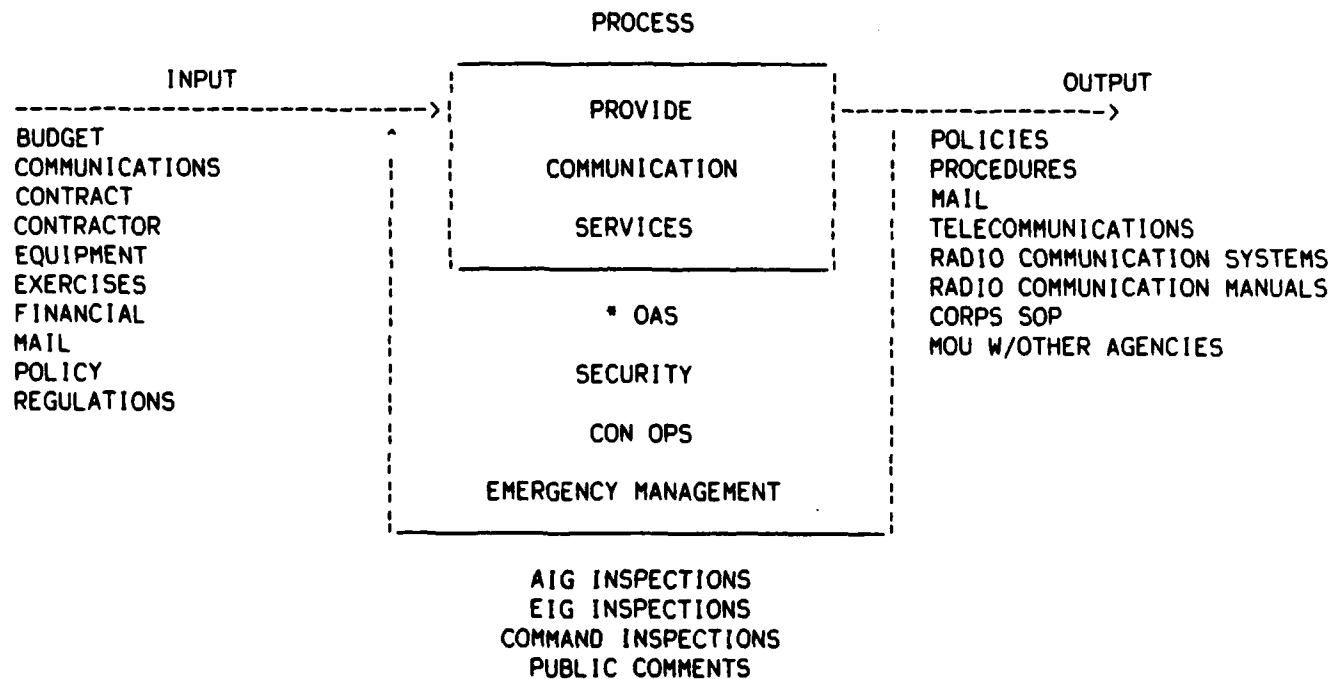 PROCESS
INPUT
OUTPUT
PROVIDE
COMMUNICATION
SERVICES
BUDGET
COMMUNICATIONS
CONTRACT
CONTRACTOR
EQUIPMENT
EXERCISES
FINANCIAL
MAIL
POLICY
REGULATIONS
* OAS
SECURITY
CON OPS
EMERGENCY MANAGEMENT
POLICIES
PROCEDURES
MAIL
TELECOMMUNICATIONS
RADIO COMMUNICATION SYSTEMS
RADIO COMMUNICATION MANUALS
CORPS SOP
MOU W/OTHER AGENCIES
AIG INSPECTIONS
EIG INSPECTIONS
COMMAND INSPECTIONS
PUBLIC COMMENTS